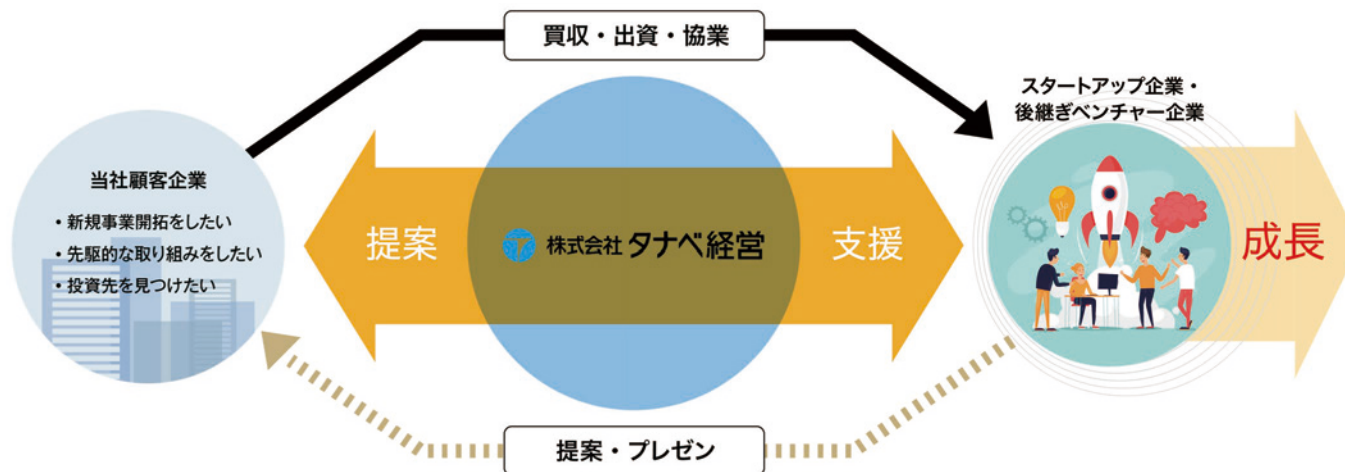 買収・出資・協業
スタートアップ企業・
後継ぎベンチャー企業
当社顧客企業
• 新規事業開拓をしたい
• 先駆的な取り組みをしたい
• 投資先を見つけたい
提案
株式会社 タナベ経営
支援
成長
提案・プレゼン